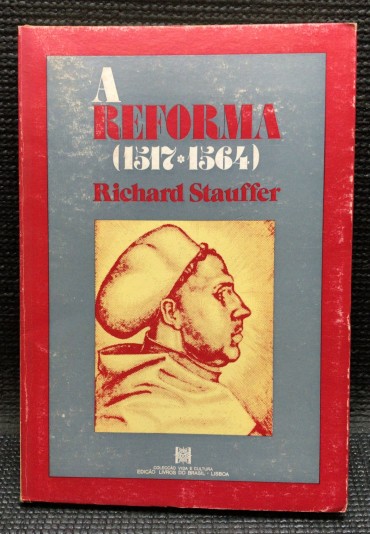 A
REFORMA
(1517*1564)
Richard Stauffer
COLECÇÃO VIDA E CULTURA
EDIÇÃO LIVROS DO BRASIL - LISBOA